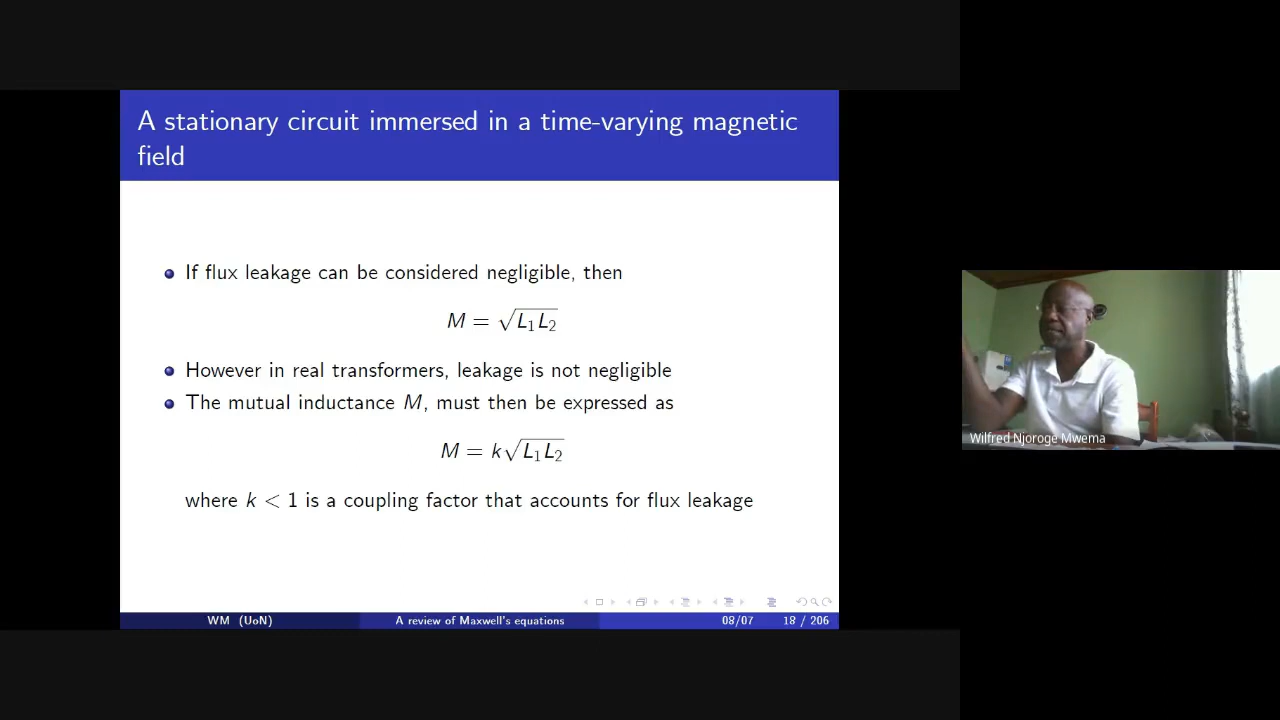 A stationary circuit immersed in a time-varying magnetic
field
If flux leakage can be considered negligible, then
M = √L₁L₂
However in real transformers, leakage is not negligible
The mutual inductance M, must then be expressed as
M = k√L₁L₂
where k < 1 is a coupling factor that accounts for flux leakage
WM (UoN) A review of Maxwell's equations 08/07 18 / 206
Wilfred Njoroge Mwema